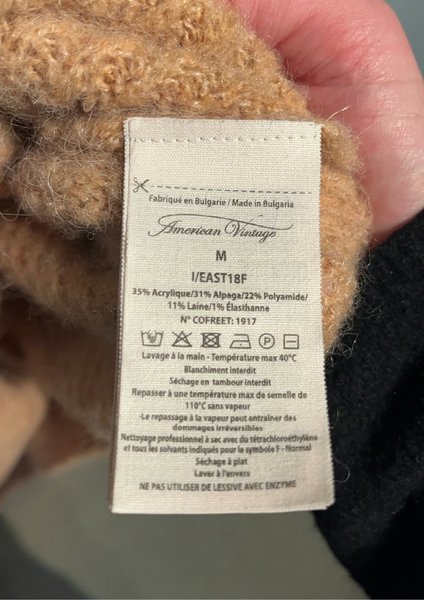 Fabriqué en Bulgarie / Made in Bulgaria
American Vintage
M
I/EAST18F
35% Acrylique/31% Alpaga/22% Polyamide/
11% Laine/1% Élasthanne
N° COFREET: 1917
Lavage à la main - Température max 40°C
Blanchiment interdit
Séchage en tambour interdit
Repasser à une température max de semelle de
110°C sans vapeur
-Le repassage à la vapeur peut entraîner des
dommages irréversibles
Nettoyage professionnel à sec avec du tétrachloroéthylène
et tous les solvants indiqués pour le symbole F - Normal
Séchage à plat
Laver à l'envers
NE PAS UTILISER DE LESSIVE AVEC ENZYME